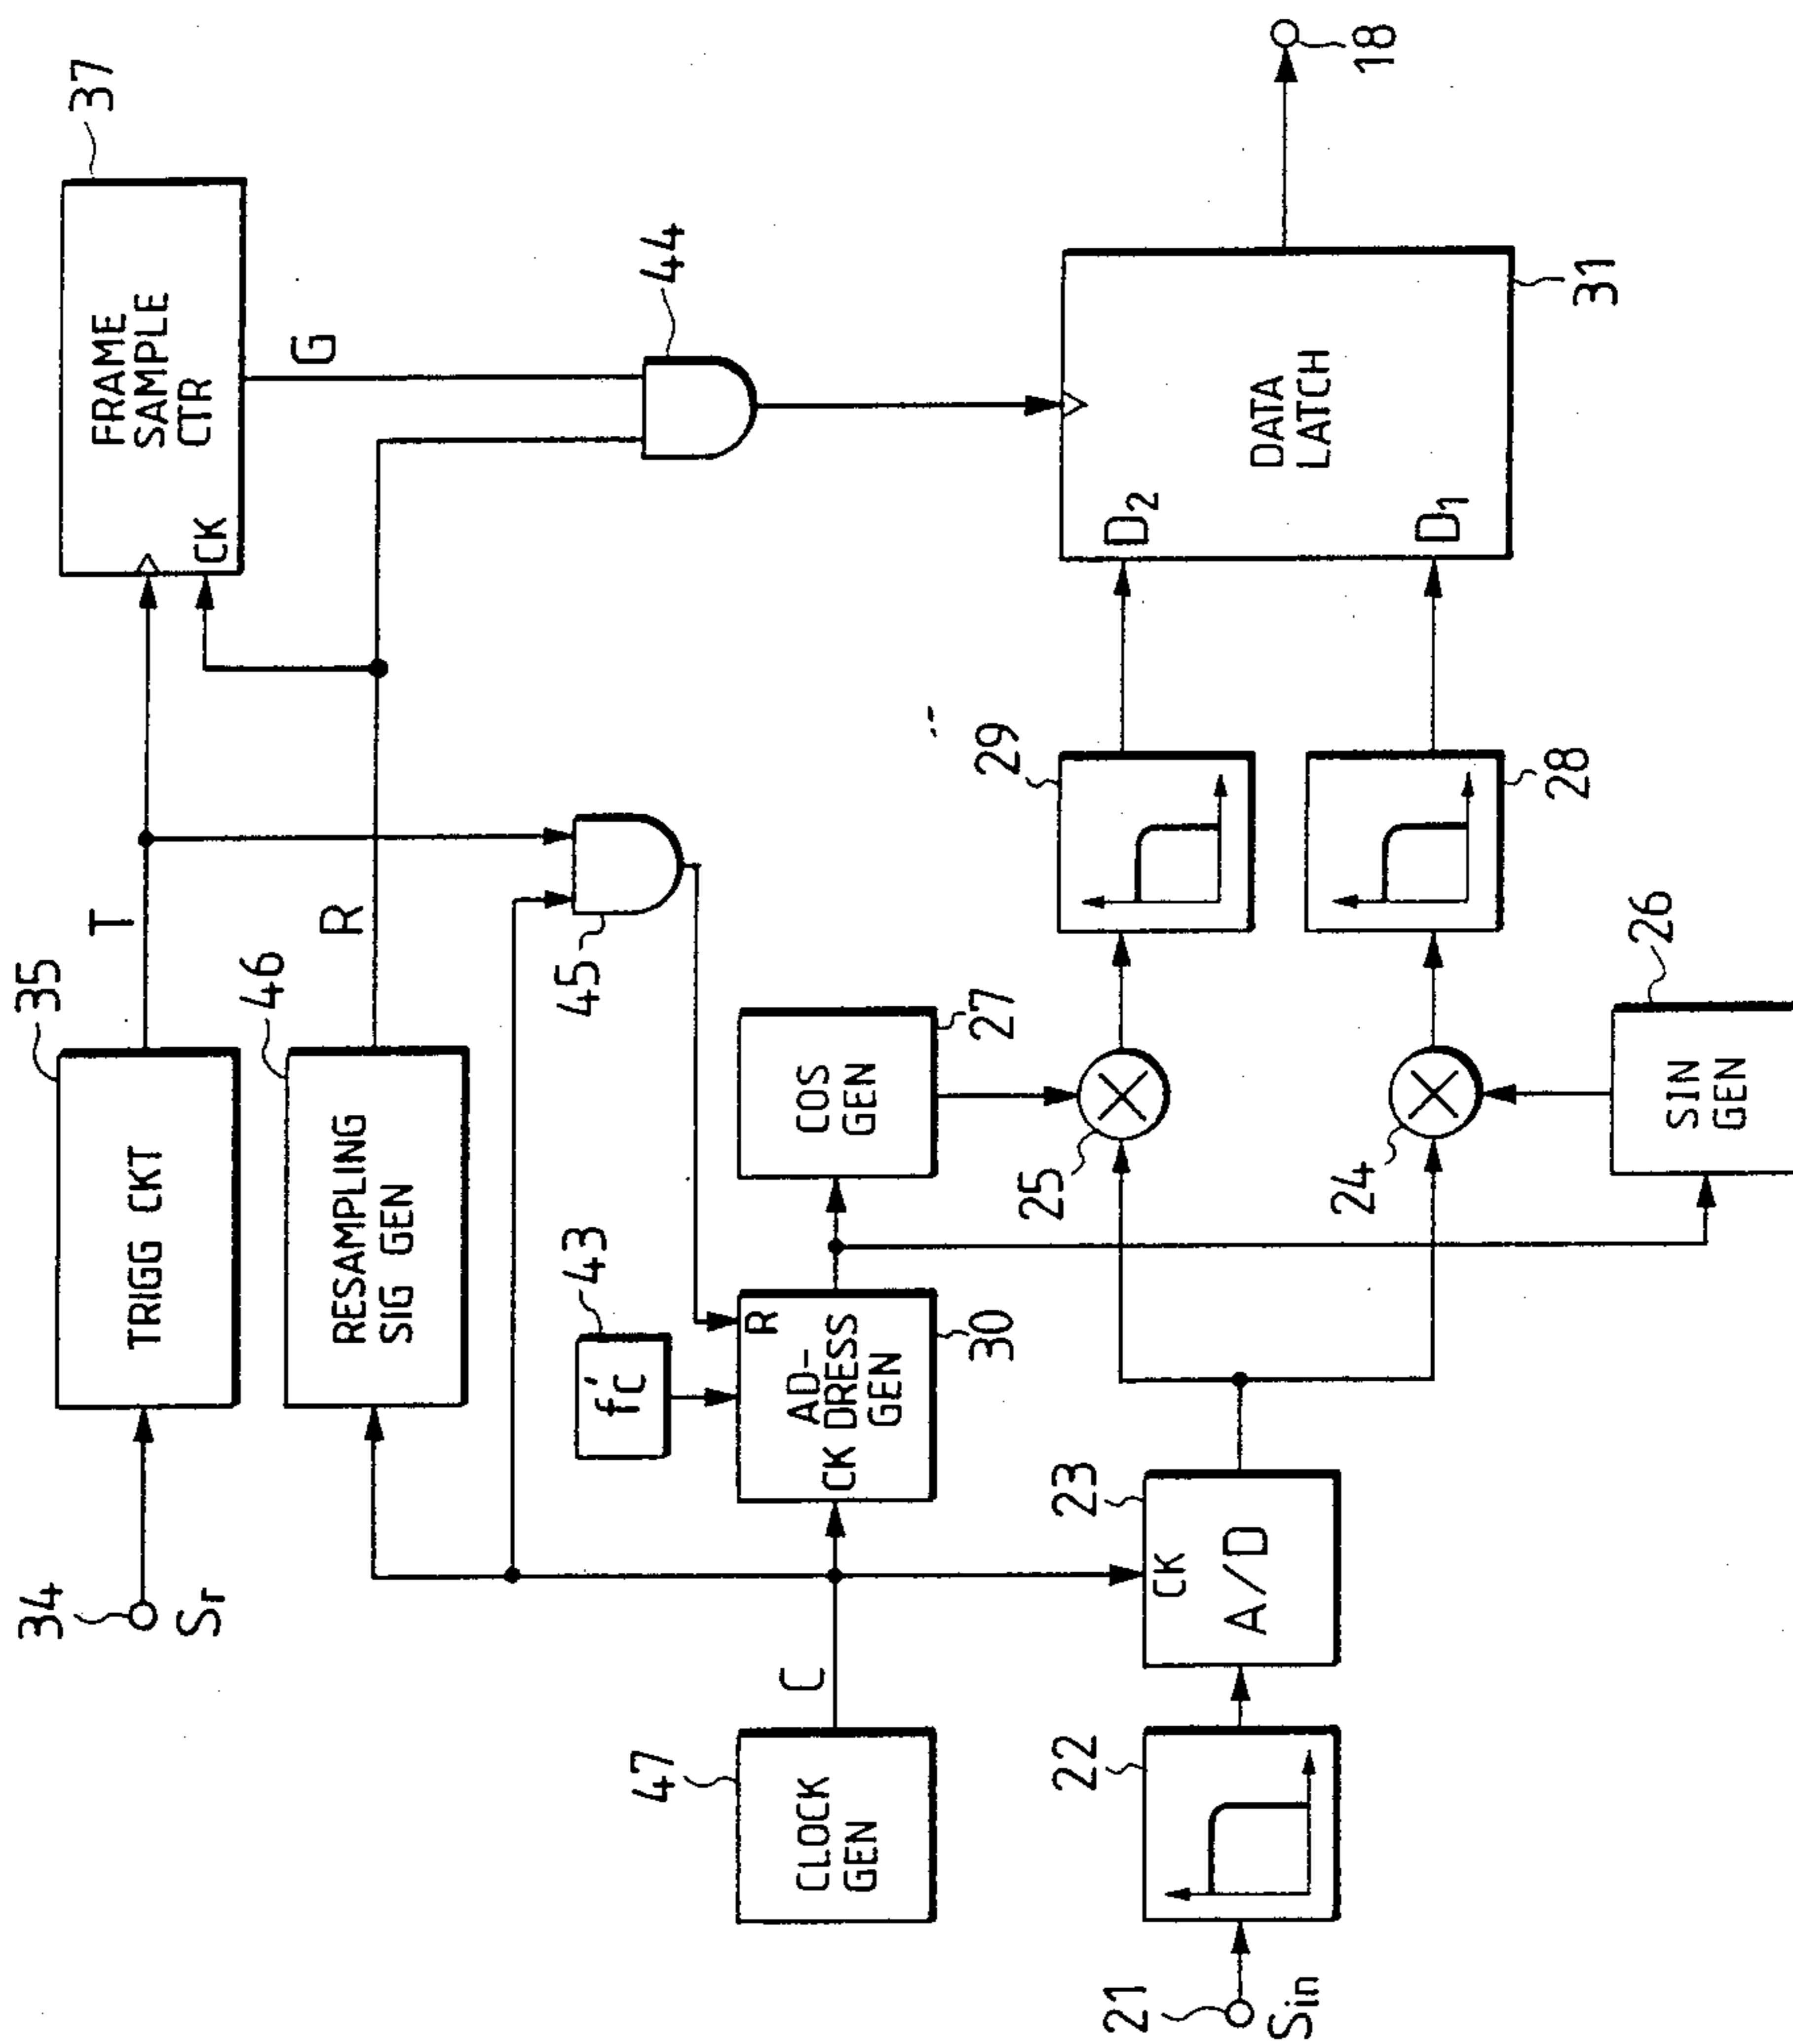 37
FRAME
SAMPLE
CTR
CK
G
44
T
R
35
TRIGG CKT
46
RESAMPLING
SIG GEN
34
Sr
45
43
fc'
27
COS
GEN
R
AD-
CK DRESS
GEN
30
47
CLOCK
GEN
C
18
DATA
LATCH
31
D2
D1
29
28
25
24
26
SIN
GEN
23
CK
A/D
22
21
Sin